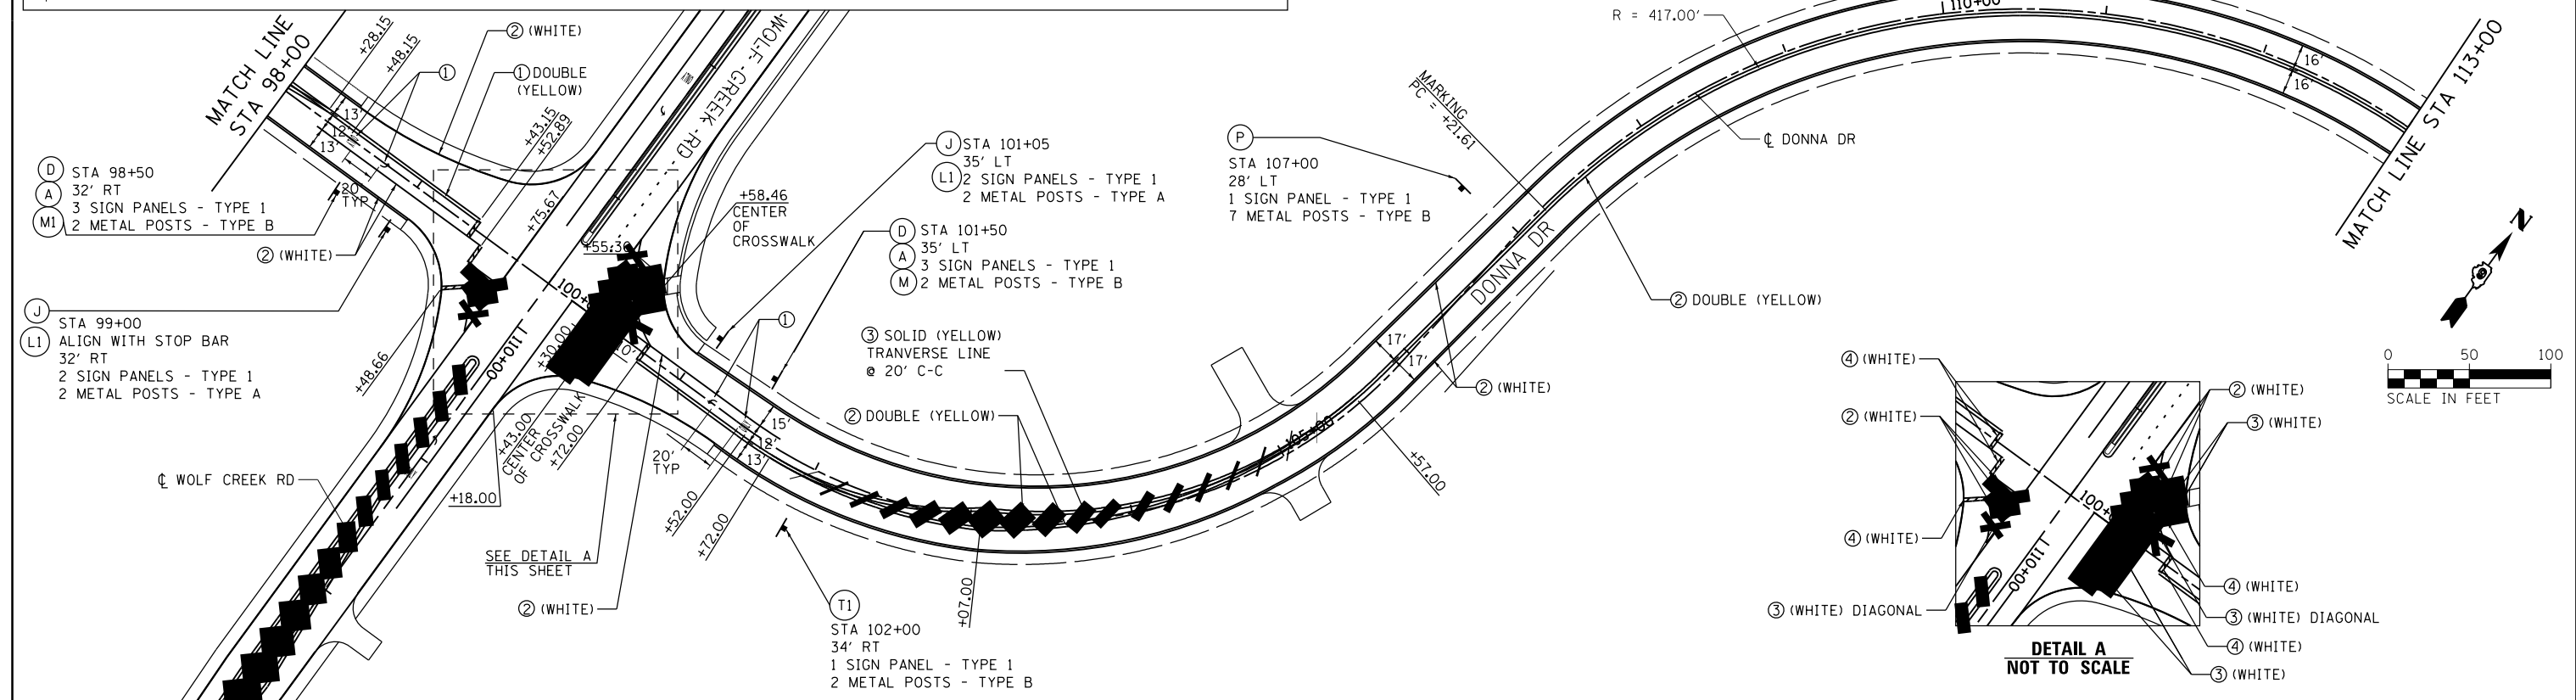 MATCH LINE
STA 98+00
+28.15
+48.15
② (WHITE)
①
① DOUBLE
(YELLOW)
+43.15
+52.89
13'
12'
13'
20'
TYP
+75.67
WOLF CREEK RD
D
A
M1
STA 98+50
32' RT
3 SIGN PANELS - TYPE 1
2 METAL POSTS - TYPE B
② (WHITE)
J
L1
STA 99+00
ALIGN WITH STOP BAR
32' RT
2 SIGN PANELS - TYPE 1
2 METAL POSTS - TYPE A
+48.66
110+00
℄ WOLF CREEK RD
+18.00
+30.00
+43.00
CENTER
OF CROSSWALK
+72.00
SEE DETAIL A
THIS SHEET
② (WHITE)
+58.46
CENTER
OF
CROSSWALK
J
L1
STA 101+05
35' LT
2 SIGN PANELS - TYPE 1
2 METAL POSTS - TYPE A
D
A
M
STA 101+50
35' LT
3 SIGN PANELS - TYPE 1
2 METAL POSTS - TYPE B
①
③ SOLID (YELLOW)
TRANVERSE LINE
@ 20' C-C
② DOUBLE (YELLOW)
15'
12'
13'
20'
TYP
+52.00
+72.00
T1
STA 102+00
34' RT
1 SIGN PANEL - TYPE 1
2 METAL POSTS - TYPE B
+07.00
105+00
+57.00
17'
17'
② (WHITE)
P
STA 107+00
28' LT
1 SIGN PANEL - TYPE 1
7 METAL POSTS - TYPE B
MARKING
PC = +21.61
DONNA DR
② DOUBLE (YELLOW)
℄ DONNA DR
R = 417.00'
110+00
16'
16'
MATCH LINE STA 113+00
N
0 50 100
SCALE IN FEET
④ (WHITE)
② (WHITE)
④ (WHITE)
③ (WHITE) DIAGONAL
110+00
② (WHITE)
③ (WHITE)
④ (WHITE)
③ (WHITE) DIAGONAL
④ (WHITE)
③ (WHITE)
DETAIL A
NOT TO SCALE